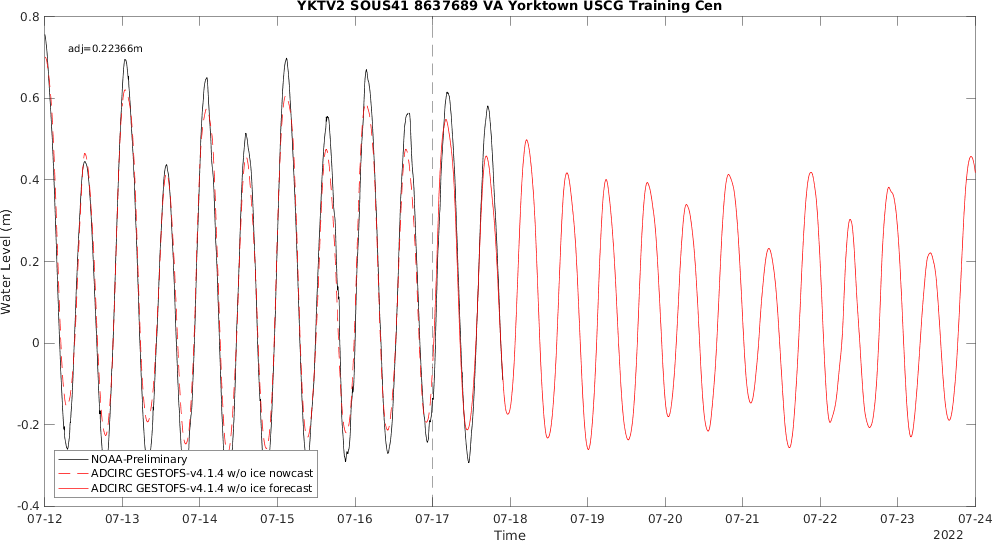 YKTV2 SOUS41 8637689 VA Yorktown USCG Training Cen
adj=0.22366m
0.8
0.6
0.4
0.2
0
-0.2
-0.4
Water Level (m)
NOAA-Preliminary
ADCIRC GESTOFS-v4.1.4 w/o ice nowcast
ADCIRC GESTOFS-v4.1.4 w/o ice forecast
07-12 07-13 07-14 07-15 07-16 07-17 07-18 07-19 07-20 07-21 07-22 07-23 07-24
Time
2022